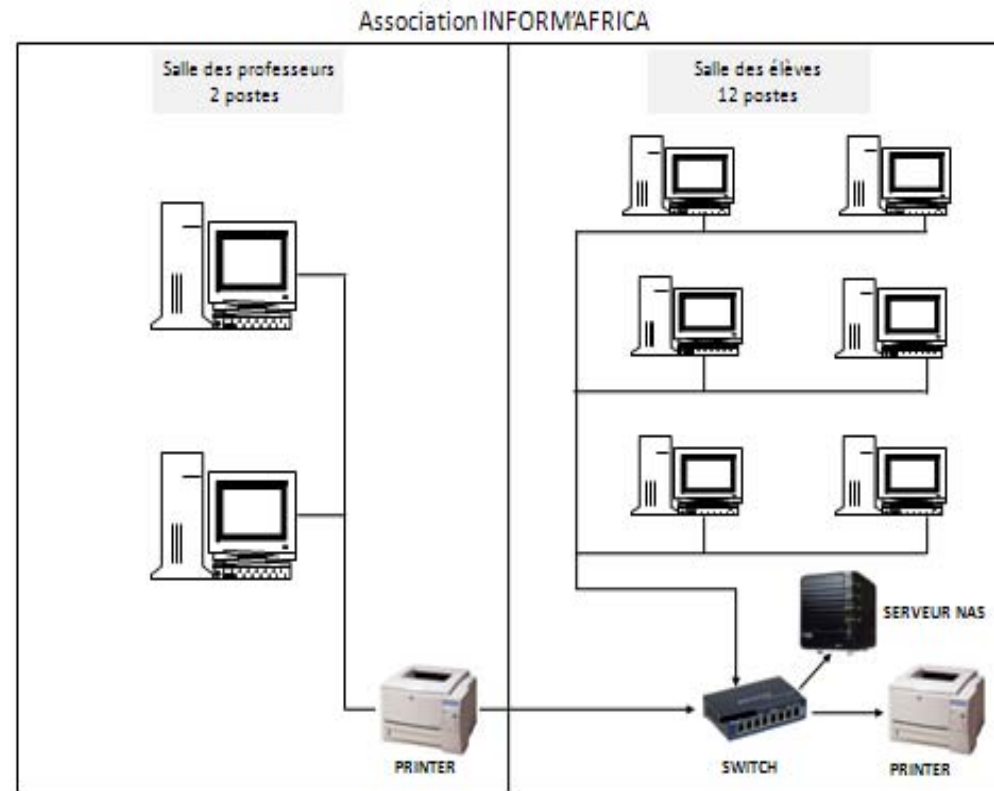 Association INFORM'AFRICA
Salle des professeurs
2 postes
Salle des élèves
12 postes
SERVEUR NAS
PRINTER
SWITCH
PRINTER